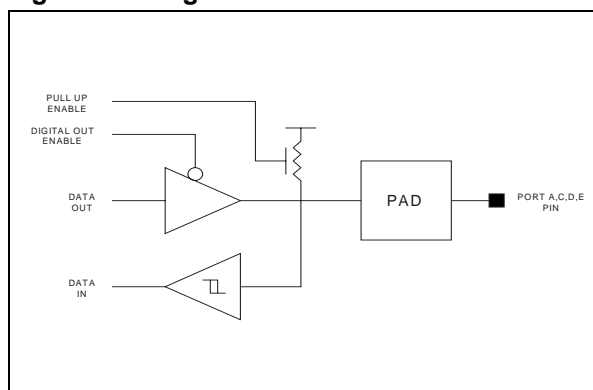 PULL UP
ENABLE
DIGITAL OUT
ENABLE
DATA
OUT
PAD
PORT A,C,D,E
PIN
DATA
IN